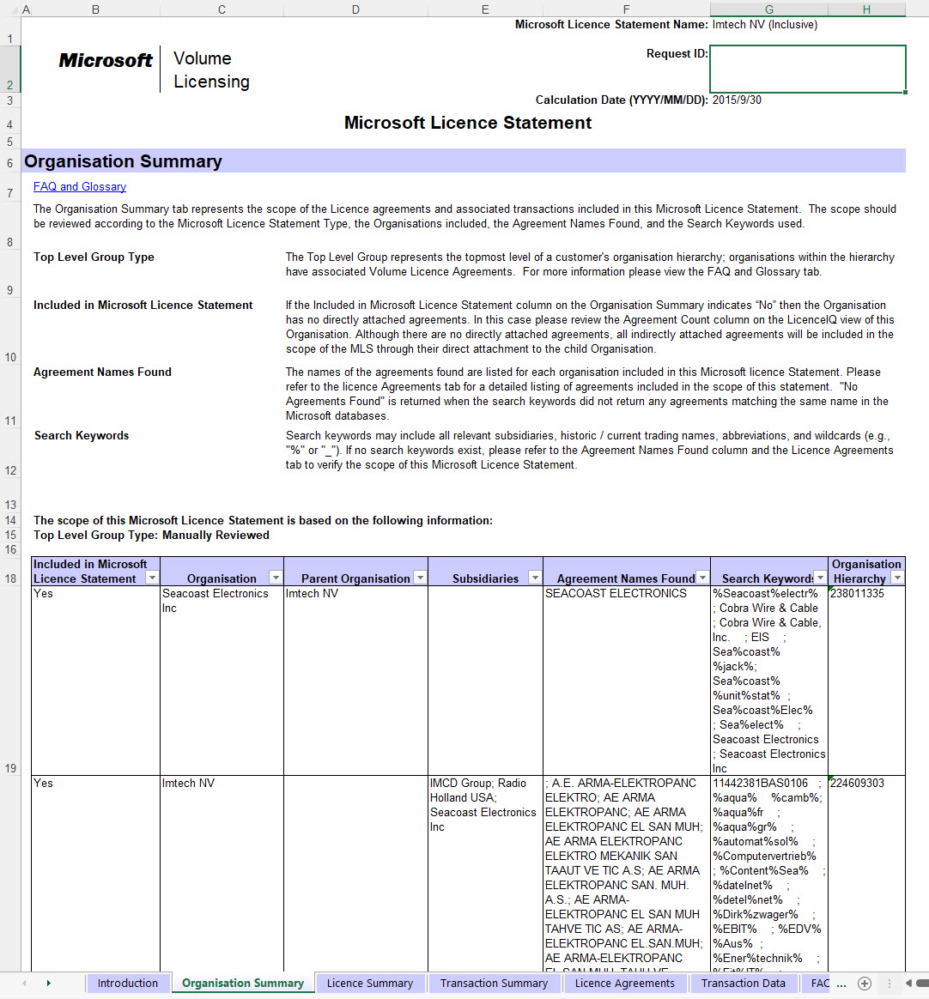 A B C D E F G H
1 Microsoft Licence Statement Name: Imtech NV (Inclusive)
Microsoft Volume Licensing
2 Request ID:
3 Calculation Date (YYYY/MM/DD): 2015/9/30
4 Microsoft Licence Statement
5
6 Organisation Summary
7 FAQ and Glossary
The Organisation Summary tab represents the scope of the Licence agreements and associated transactions included in this Microsoft Licence Statement. The scope should
be reviewed according to the Microsoft Licence Statement Type, the Organisations included, the Agreement Names Found, and the Search Keywords used.
8
Top Level Group Type The Top Level Group represents the topmost level of a customer's organisation hierarchy; organisations within the hierarchy
have associated Volume Licence Agreements. For more information please view the FAQ and Glossary tab.
9
Included in Microsoft Licence Statement If the Included in Microsoft Licence Statement column on the Organisation Summary indicates “No” then the Organisation
has no directly attached agreements. In this case please review the Agreement Count column on the LicenceIQ view of this
Organisation. Although there are no directly attached agreements, all indirectly attached agreements will be included in the
scope of the MLS through their direct attachment to the child Organisation.
10
Agreement Names Found The names of the agreements found are listed for each organisation included in this Microsoft licence Statement. Please
refer to the licence Agreements tab for a detailed listing of agreements included in the scope of this statement. "No
Agreements Found" is returned when the search keywords did not return any agreements matching the same name in the
Microsoft databases.
11
Search Keywords Search keywords may include all relevant subsidiaries, historic / current trading names, abbreviations, and wildcards (e.g.,
"%" or "_"). If no search keywords exist, please refer to the Agreement Names Found column and the Licence Agreements
tab to verify the scope of this Microsoft Licence Statement.
12
13
14 The scope of this Microsoft Licence Statement is based on the following information:
15 Top Level Group Type: Manually Reviewed
16
Included in Microsoft Organisation
18 Licence Statement Organisation Parent Organisation Subsidiaries Agreement Names Found Search Keywords Hierarchy
Yes Seacoast Electronics Imtech NV SEACOAST ELECTRONICS %Seacoast%electr% 238011335
Inc ; Cobra Wire & Cable
; Cobra Wire & Cable,
Inc. ; EIS ;
Sea%coast%
%jack%;
Sea%coast%
%unit%stat% ;
Sea%coast%Elec%
; Sea%elect% ;
Seacoast Electronics
; Seacoast Electronics
19 Inc
Yes Imtech NV IMCD Group; Radio ; A.E. ARMA-ELEKTROPANC 11442381BAS0106 ; 224609303
Holland USA; ELEKTRO; AE ARMA %aqua% %camb%;
Seacoast Electronics ELEKTROPANC; AE ARMA %aqua%fr ;
Inc ELEKTROPANC EL SAN MUH; %aqua%gr% ;
AE ARMA ELEKTROPANC %automat%sol% ;
ELEKTRO MEKANIK SAN %Computervertrieb%
TAAUT VE TIC A.S; AE ARMA ; %Content%Sea% ;
ELEKTROPANC SAN. MUH. %datelnet% ;
A.S.; AE ARMA- %detel%net% ;
ELEKTROPANC EL SAN MUH %Dirk%zwager% ;
TAHVE TIC AS; AE ARMA- %EBIT% ; %EDV%
ELEKTROPANC EL.SAN.MUH; %Aus% ;
AE ARMA-ELEKTROPANC %Ener%technik% ;
Introduction Organisation Summary Licence Summary Transaction Summary Licence Agreements Transaction Data FAC ...